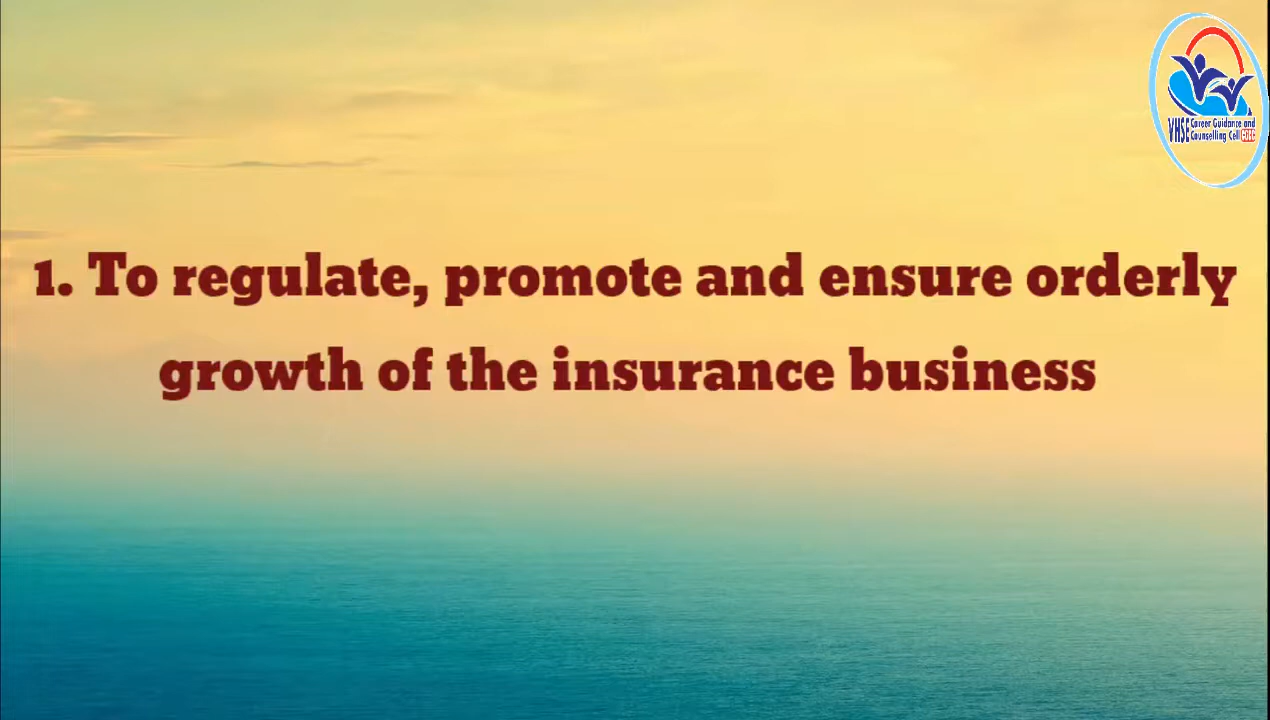 VHSE Career Guidance and
Counselling Cell
1. To regulate, promote and ensure orderly
growth of the insurance business